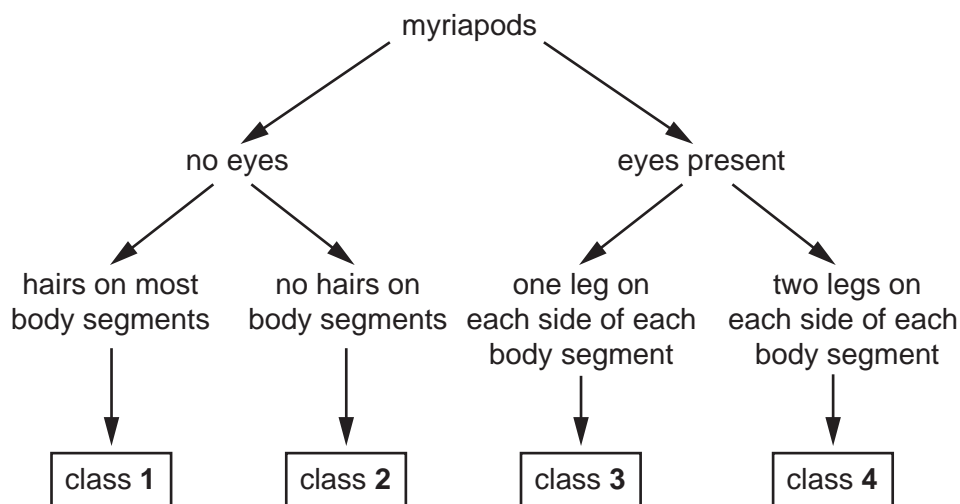 myriapods
no eyes
eyes present
hairs on most
body segments
no hairs on
body segments
one leg on
each side of each
body segment
two legs on
each side of each
body segment
class 1
class 2
class 3
class 4